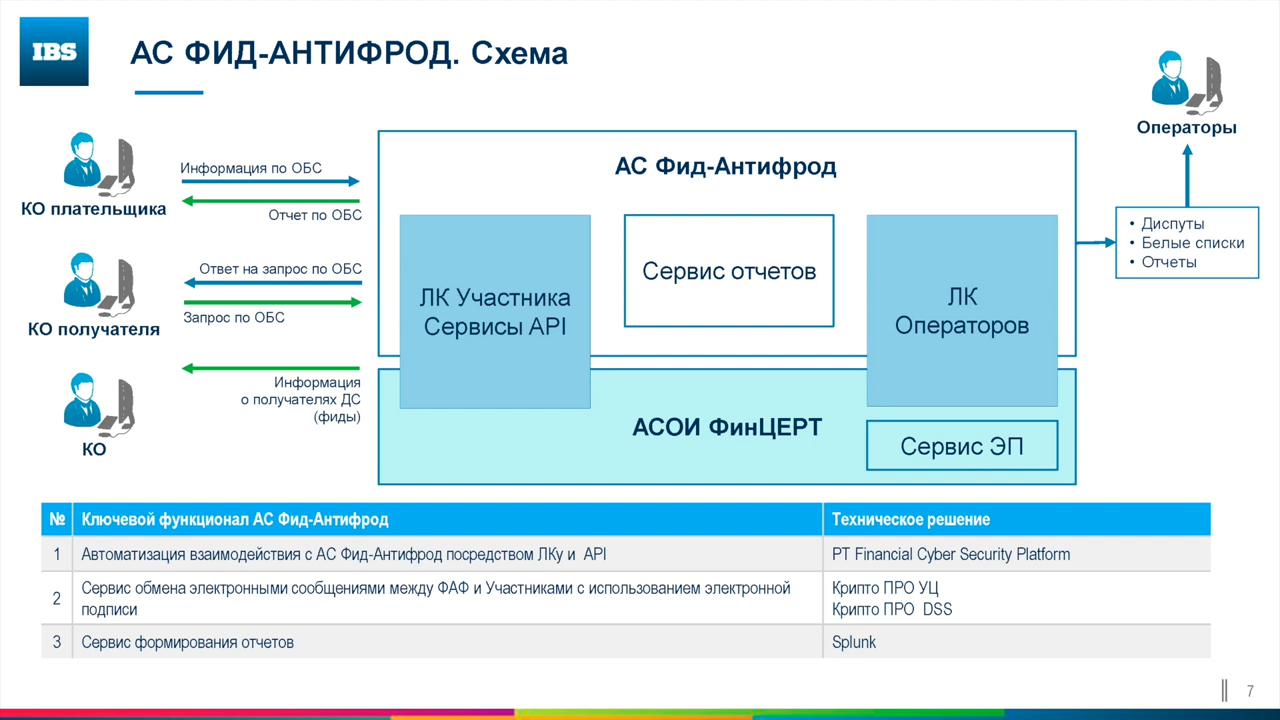 IBS
АС ФИД-АНТИФРОД. Схема
Операторы
КО плательщика
Информация по ОБС
Отчет по ОБС
КО получателя
Ответ на запрос по ОБС
Запрос по ОБС
КО
Информация
о получателях ДС
(фиды)
АС Фид-Антифрод
ЛК Участника
Сервисы API
Сервис отчетов
ЛК
Операторов
• Диспуты
• Белые списки
• Отчеты
АСОИ ФинЦЕРТ
Сервис ЭП
№ Ключевой функционал АС Фид-Антифрод Техническое решение
1 Автоматизация взаимодействия с АС Фид-Антифрод посредством ЛКу и API PT Financial Cyber Security Platform
2 Сервис обмена электронными сообщениями между ФАФ и Участниками с использованием электронной
подписи
Крипто ПРО УЦ
Крипто ПРО DSS
3 Сервис формирования отчетов Splunk
7